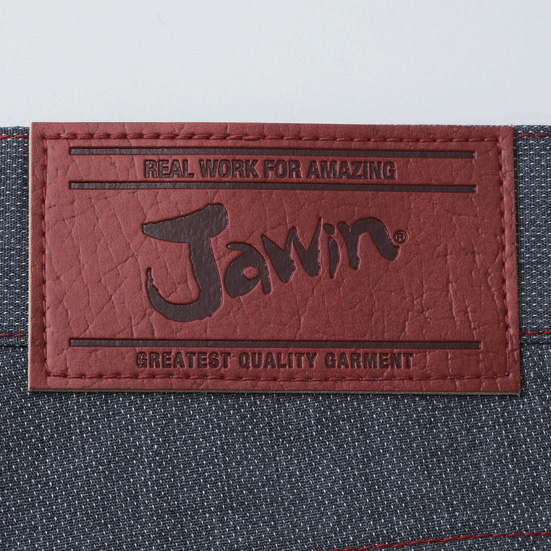 REAL WORK FOR AMAZING
Jawin®
GREATEST QUALITY GARMENT